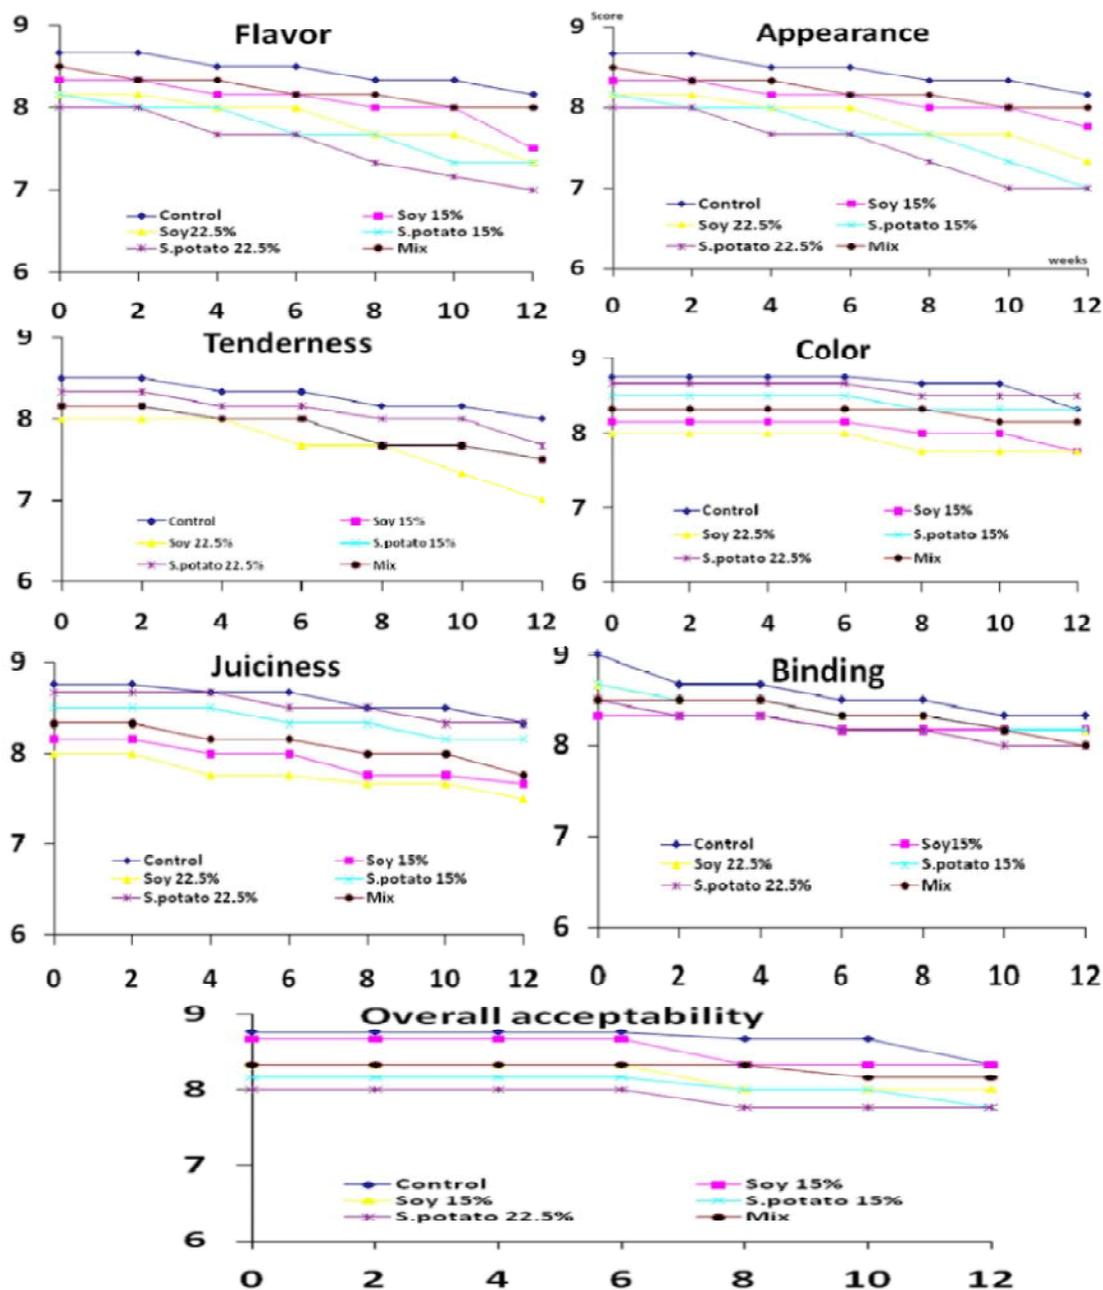 Flavor
9
8
7
6
Control Soy 15%
Soy22.5% S.potato 15%
S.potato 22.5% Mix
0 2 4 6 8 10 12
Score
Appearance
9
8
7
6
Control Soy 15%
Soy 22.5% S.potato 15%
S.potato 22.5% Mix
weeks
0 2 4 6 8 10 12
Tenderness
9
8
7
6
Control Soy 15%
Soy 22.5% S.potato 15%
S.potato 22.5% Mix
0 2 4 6 8 10 12
Color
9
8
7
6
Control Soy 15%
Soy 22.5% S.potato 15%
S.potato 22.5% Mix
0 2 4 6 8 10 12
Juiciness
9
8
7
6
Control Soy 15%
Soy 22.5% S.potato 15%
S.potato 22.5% Mix
0 2 4 6 8 10 12
Binding
9
8
7
6
Control Soy15%
Soy 22.5% S.potato 15%
S.potato 22.5% Mix
0 2 4 6 8 10 12
Overall acceptability
9
8
7
6
Control Soy 15%
Soy 15% S.potato 15%
S.potato 22.5% Mix
0 2 4 6 8 10 12